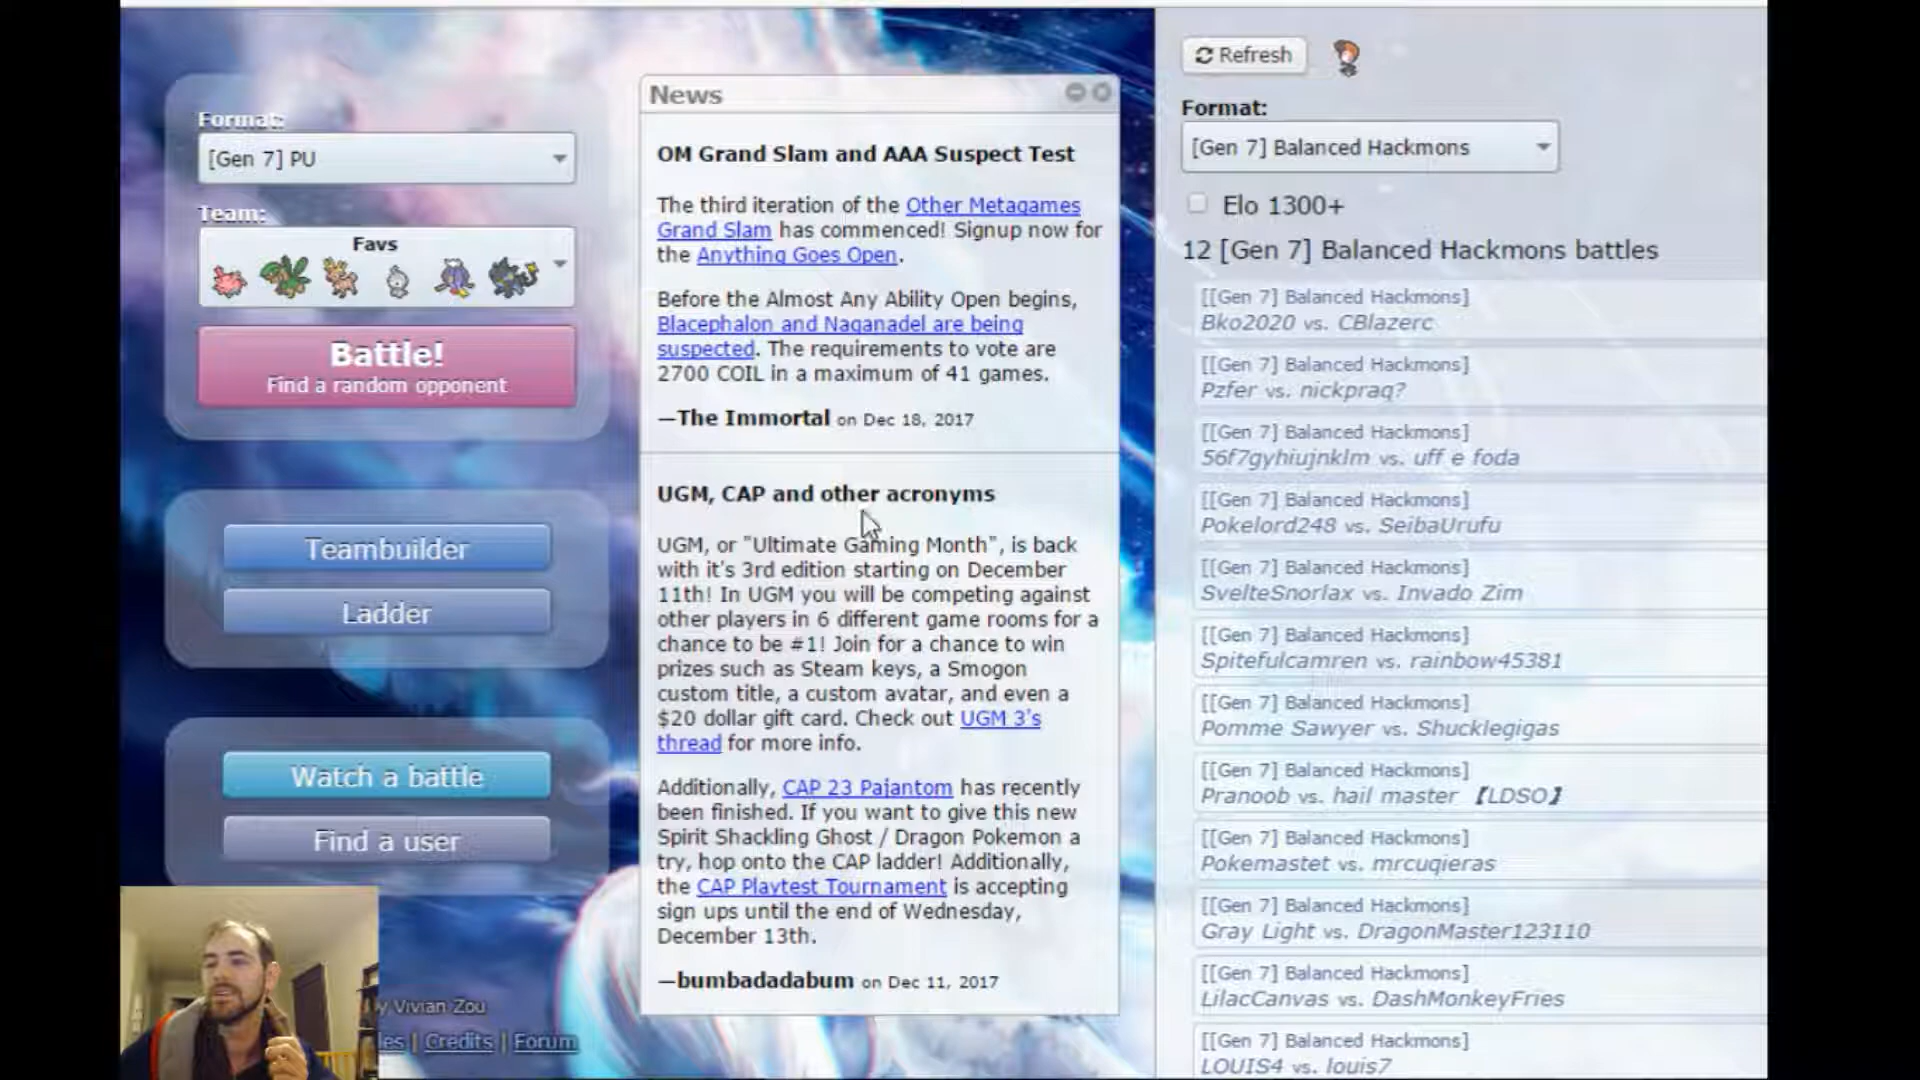 Format:
[Gen 7] PU
Team:
Favs
Battle!
Find a random opponent
Teambuilder
Ladder
Watch a battle
Find a user
y Vivian Zou
les | Credits | Forum
News
OM Grand Slam and AAA Suspect Test
The third iteration of the Other Metagames
Grand Slam has commenced! Signup now for
the Anything Goes Open.
Before the Almost Any Ability Open begins,
Blacephalon and Naganadel are being
suspected. The requirements to vote are
2700 COIL in a maximum of 41 games.
—The Immortal on Dec 18, 2017
UGM, CAP and other acronyms
UGM, or "Ultimate Gaming Month", is back
with it's 3rd edition starting on December
11th! In UGM you will be competing against
other players in 6 different game rooms for a
chance to be #1! Join for a chance to win
prizes such as Steam keys, a Smogon
custom title, a custom avatar, and even a
$20 dollar gift card. Check out UGM 3's
thread for more info.
Additionally, CAP 23 Pajantom has recently
been finished. If you want to give this new
Spirit Shackling Ghost / Dragon Pokemon a
try, hop onto the CAP ladder! Additionally,
the CAP Playtest Tournament is accepting
sign ups until the end of Wednesday,
December 13th.
—bumbadadabum on Dec 11, 2017
Refresh
Format:
[Gen 7] Balanced Hackmons
Elo 1300+
12 [Gen 7] Balanced Hackmons battles
[[Gen 7] Balanced Hackmons]
Bko2020 vs. CBlazerc
[[Gen 7] Balanced Hackmons]
Pzfer vs. nickpraq?
[[Gen 7] Balanced Hackmons]
56f7gyhiujnklm vs. uff e foda
[[Gen 7] Balanced Hackmons]
Pokelord248 vs. SeibaUrufu
[[Gen 7] Balanced Hackmons]
SvelteSnorlax vs. Invado Zim
[[Gen 7] Balanced Hackmons]
Spitefulcamren vs. rainbow45381
[[Gen 7] Balanced Hackmons]
Pomme Sawyer vs. Shucklegigas
[[Gen 7] Balanced Hackmons]
Pranoob vs. hail master 【LDSO】
[[Gen 7] Balanced Hackmons]
Pokemastet vs. mrcuqieras
[[Gen 7] Balanced Hackmons]
Gray Light vs. DragonMaster123110
[[Gen 7] Balanced Hackmons]
LilacCanvas vs. DashMonkeyFries
[[Gen 7] Balanced Hackmons]
LOUIS4 vs. louis7